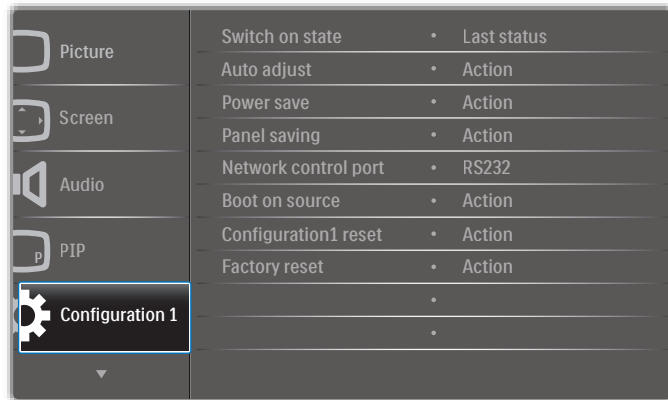 Picture
Screen
Audio
P
PIP
Configuration 1
Switch on state • Last status
Auto adjust • Action
Power save • Action
Panel saving • Action
Network control port • RS232
Boot on source • Action
Configuration1 reset • Action
Factory reset • Action
•
•